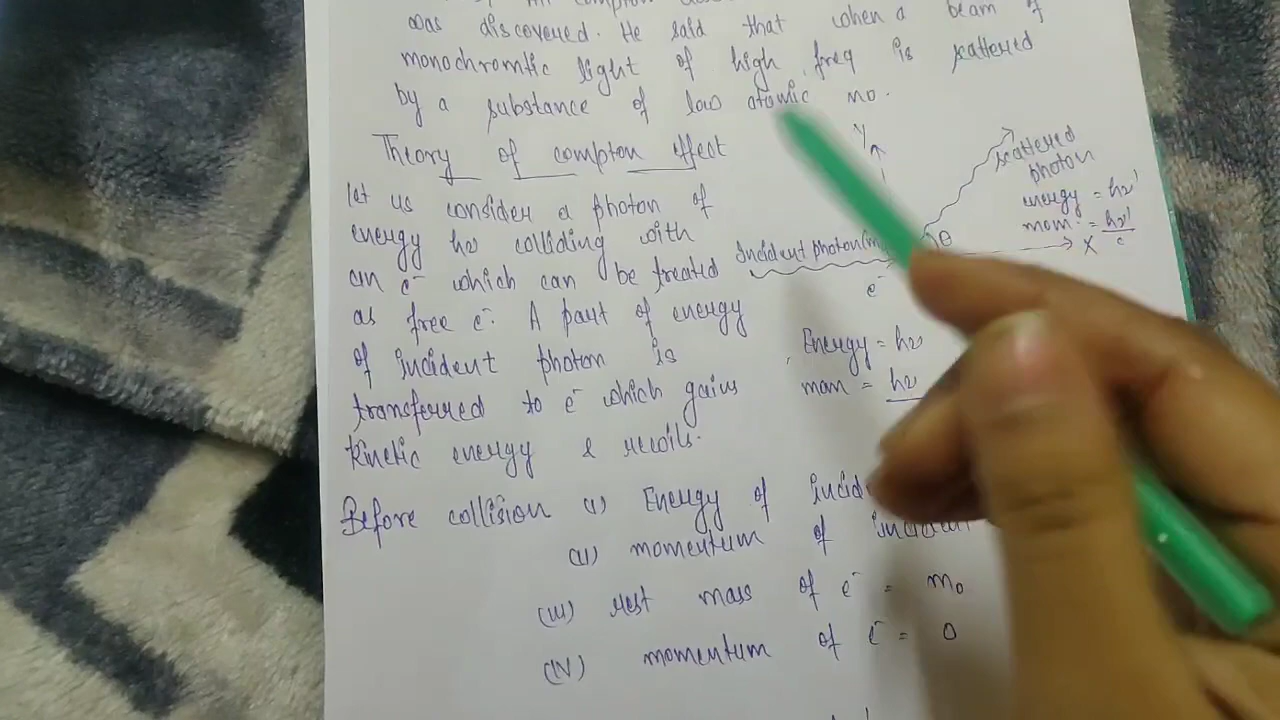 was discovered. He said that when a beam of
monochromtic light of high freq is scattered
by a substance of low atomic no.
Theory of compton effect
let us consider a photon of
energy hν colliding with
an e⁻ which can be treated
as free e⁻. A part of energy
of incident photon is
transferred to e⁻ which gains
kinetic energy & recoils.
Y
scattered
photon
energy = hν'
mom = hν'/c
Incident photon
θ
X
e⁻
Energy = hν
mom = hν
Before collision (I) Energy of
(II) momentum of incident
(III) rest mass of e⁻ = m₀
(IV) momentum of e⁻ = 0